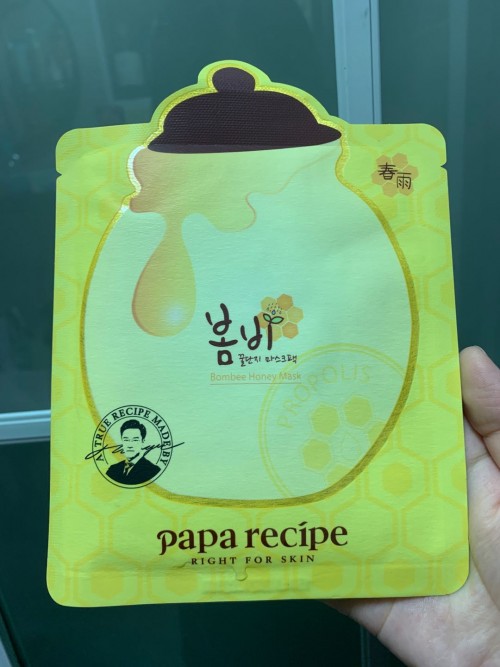 春雨
봄비
꿀단지 마스크팩
Bombee Honey Mask
PROPOLIS
A TRUE RECIPE MADE BY
papa recipe
RIGHT FOR SKIN